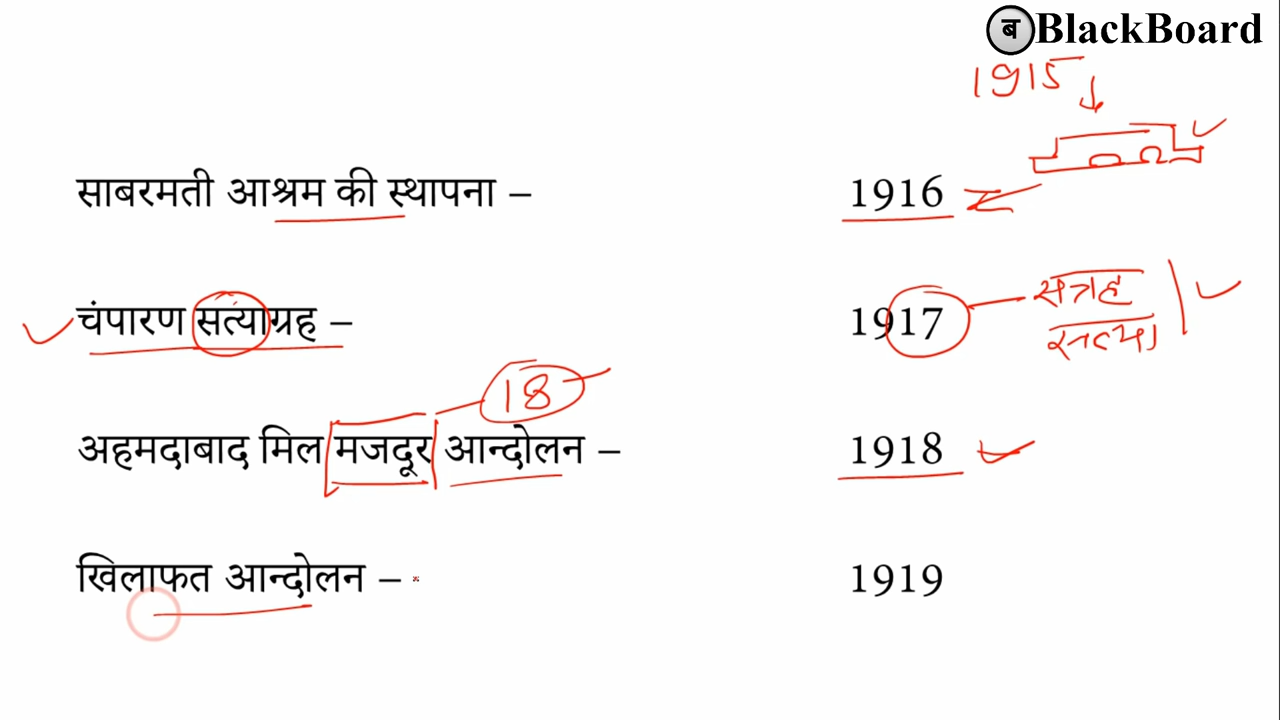 ब BlackBoard
1915
साबरमती आश्रम की स्थापना – 1916
चंपारण सत्याग्रह – 1917 सत्रह
सत्या
18
अहमदाबाद मिल मजदूर आन्दोलन – 1918
खिलाफत आन्दोलन – 1919